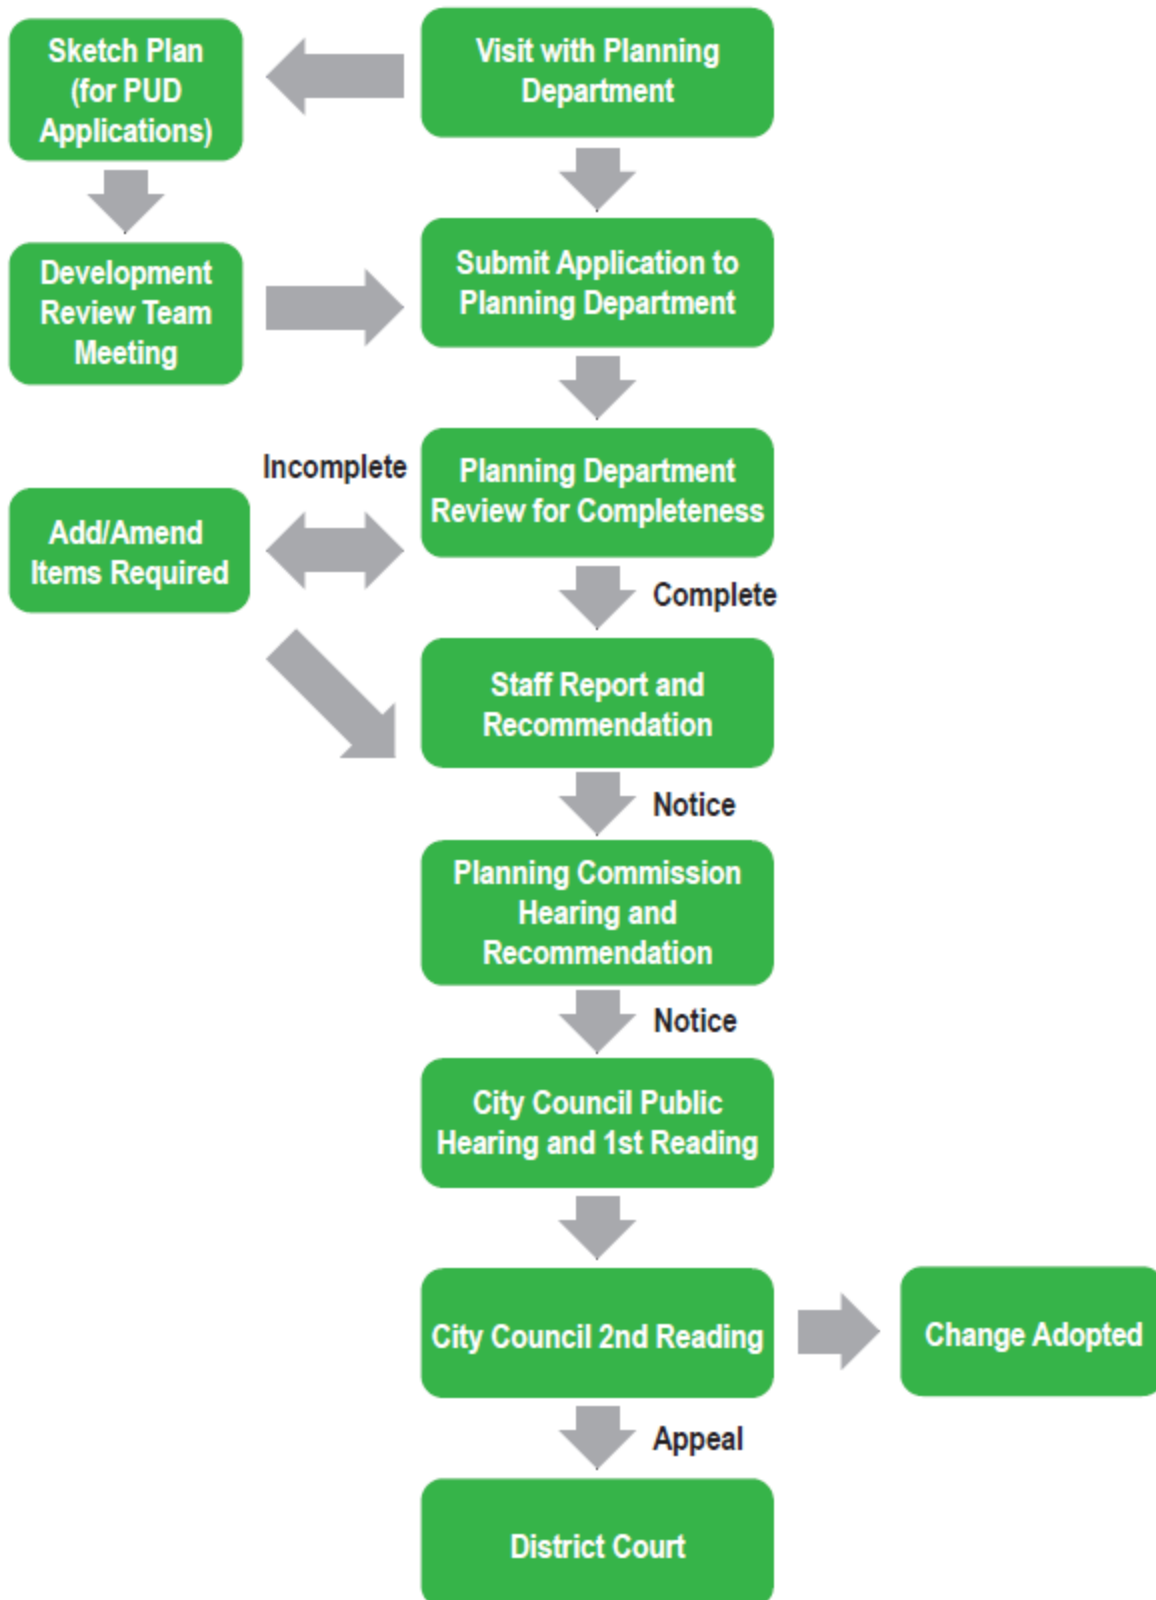 Sketch Plan
(for PUD
Applications)
Visit with Planning
Department
Development
Review Team
Meeting
Submit Application to
Planning Department
Incomplete
Planning Department
Review for Completeness
Add/Amend
Items Required
Complete
Staff Report and
Recommendation
Notice
Planning Commission
Hearing and
Recommendation
Notice
City Council Public
Hearing and 1st Reading
City Council 2nd Reading
Change Adopted
Appeal
District Court